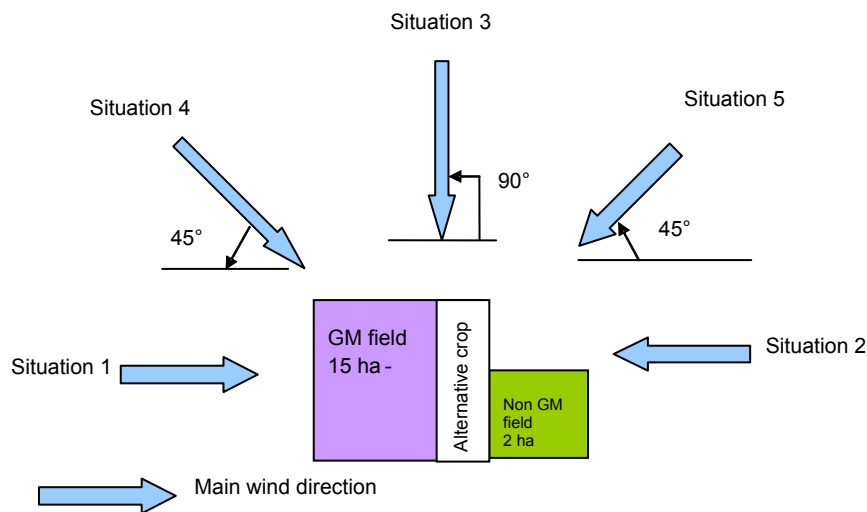 Situation 3
Situation 4
Situation 5
90°
45°
45°
GM field
15 ha -
Alternative crop
Situation 1
Situation 2
Non GM
field
2 ha
Main wind direction